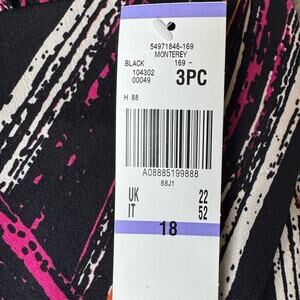 54971846-169
MONTEREY
BLACK 169 -
104302
00049 3PC
H 88
A08885199888
88J1
UK 22
IT 52
18